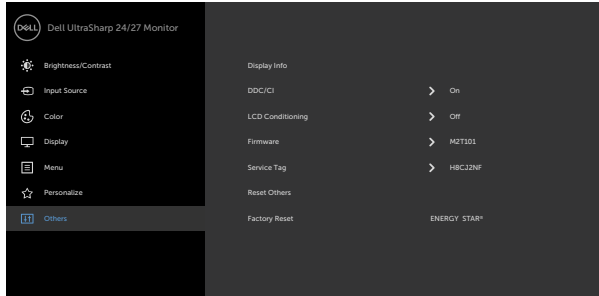 DELL Dell UltraSharp 24/27 Monitor
Brightness/Contrast Display Info
Input Source DDC/CI On
Color LCD Conditioning Off
Display Firmware M2T101
Menu Service Tag H8CJ2NF
Personalize Reset Others
Others Factory Reset ENERGY STAR®